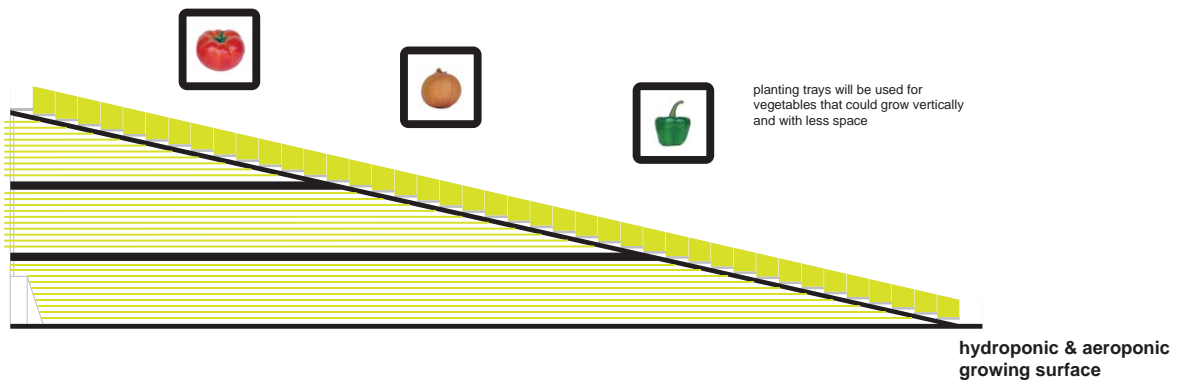 planting trays will be used for
vegetables that could grow vertically
and with less space
hydroponic & aeroponic
growing surface